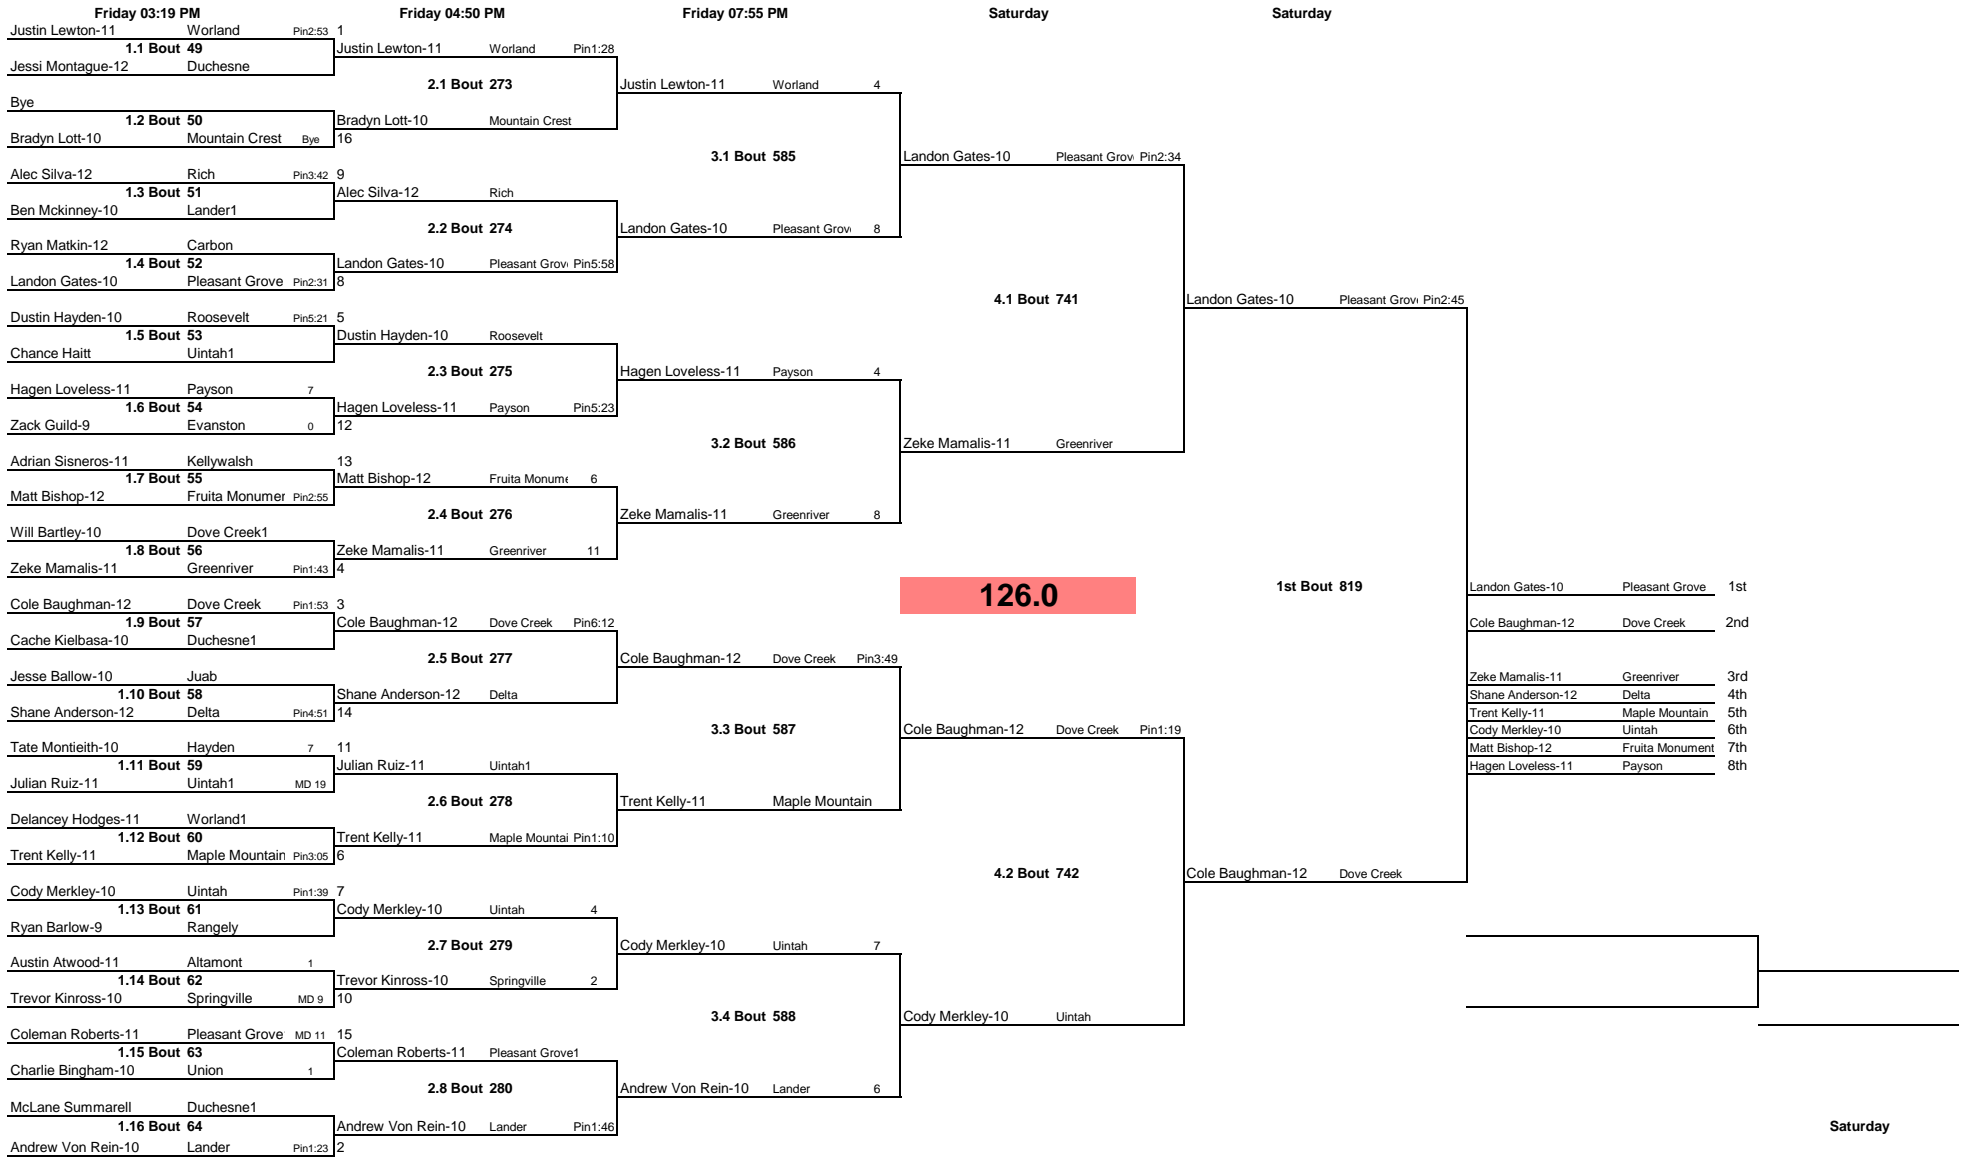 Friday 03:19 PM Friday 04:50 PM Friday 07:55 PM Saturday Saturday
Justin Lewton-11 Worland Pin2:53 1
1.1 Bout 49
Justin Lewton-11 Worland Pin1:28
Jessi Montague-12 Duchesne
2.1 Bout 273
Justin Lewton-11 Worland 4
Bye
1.2 Bout 50
Bradyn Lott-10 Mountain Crest
Bradyn Lott-10 Mountain Crest Bye 16
3.1 Bout 585
Landon Gates-10 Pleasant Grov Pin2:34
Alec Silva-12 Rich Pin3:42 9
1.3 Bout 51
Alec Silva-12 Rich
Ben Mckinney-10 Lander1
2.2 Bout 274
Landon Gates-10 Pleasant Grov 8
Ryan Matkin-12 Carbon
1.4 Bout 52
Landon Gates-10 Pleasant Grov Pin5:58
Landon Gates-10 Pleasant Grove Pin2:31 8
4.1 Bout 741
Landon Gates-10 Pleasant Grov Pin2:45
Dustin Hayden-10 Roosevelt Pin5:21 5
1.5 Bout 53
Dustin Hayden-10 Roosevelt
Chance Haitt Uintah1
2.3 Bout 275
Hagen Loveless-11 Payson 4
Hagen Loveless-11 Payson 7
1.6 Bout 54
Hagen Loveless-11 Payson Pin5:23
Zack Guild-9 Evanston 0 12
3.2 Bout 586
Zeke Mamalis-11 Greenriver
Adrian Sisneros-11 Kellywalsh 13
1.7 Bout 55
Matt Bishop-12 Fruita Monum 6
Matt Bishop-12 Fruita Monumer Pin2:55
2.4 Bout 276
Zeke Mamalis-11 Greenriver 8
Will Bartley-10 Dove Creek1
1.8 Bout 56
Zeke Mamalis-11 Greenriver 11
Zeke Mamalis-11 Greenriver Pin1:43 4
126.0
1st Bout 819
Landon Gates-10 Pleasant Grove 1st
Cole Baughman-12 Dove Creek Pin1:53 3
1.9 Bout 57
Cole Baughman-12 Dove Creek Pin6:12
Cole Baughman-12 Dove Creek 2nd
Cache Kielbasa-10 Duchesne1
2.5 Bout 277
Cole Baughman-12 Dove Creek Pin3:49
Jesse Ballow-10 Juab
Zeke Mamalis-11 Greenriver 3rd
1.10 Bout 58
Shane Anderson-12 Delta
Shane Anderson-12 Delta 4th
Shane Anderson-12 Delta Pin4:51 14
Trent Kelly-11 Maple Mountain 5th
3.3 Bout 587
Cole Baughman-12 Dove Creek Pin1:19
Cody Merkley-10 Uintah 6th
Tate Montieith-10 Hayden 7 11
Matt Bishop-12 Fruita Monument 7th
1.11 Bout 59
Julian Ruiz-11 Uintah1
Hagen Loveless-11 Payson 8th
Julian Ruiz-11 Uintah1 MD 19
2.6 Bout 278
Trent Kelly-11 Maple Mountain
Delancey Hodges-11 Worland1
1.12 Bout 60
Trent Kelly-11 Maple Mountai Pin1:10
Trent Kelly-11 Maple Mountain Pin3:05 6
4.2 Bout 742
Cole Baughman-12 Dove Creek
Cody Merkley-10 Uintah Pin1:39 7
1.13 Bout 61
Cody Merkley-10 Uintah 4
Ryan Barlow-9 Rangely
2.7 Bout 279
Cody Merkley-10 Uintah 7
Austin Atwood-11 Altamont 1
1.14 Bout 62
Trevor Kinross-10 Springville 2
Trevor Kinross-10 Springville MD 9 10
3.4 Bout 588
Cody Merkley-10 Uintah
Coleman Roberts-11 Pleasant Grove MD 11 15
1.15 Bout 63
Coleman Roberts-11 Pleasant Grove1
Charlie Bingham-10 Union 1
2.8 Bout 280
Andrew Von Rein-10 Lander 6
McLane Summarell Duchesne1
1.16 Bout 64
Andrew Von Rein-10 Lander Pin1:46
Saturday
Andrew Von Rein-10 Lander Pin1:23 2